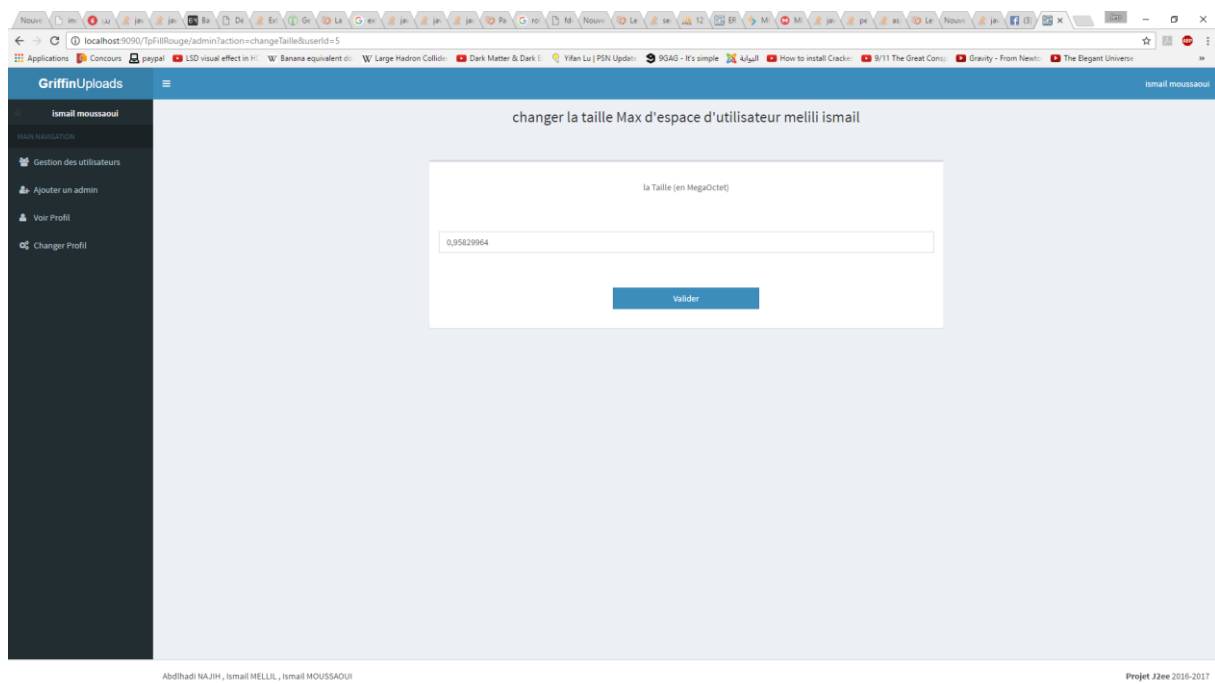 Nouve
localhost:9090/TpFillRouge/admin?action=changeTaille&userId=5
Applications Concours paypal LSD visual effect in H Banana equivalent do Large Hadron Collide Dark Matter & Dark E Yifan Lu | PSN Update 9GAG - It's simple البوابة How to install Cracke 9/11 The Great Consp Gravity - From Newto The Elegant Universe »
GriffinUploads
ismail moussaoui
ismail moussaoui
MAIN NAVIGATION
Gestion des utilisateurs
Ajouter un admin
Voir Profil
Changer Profil
changer la taille Max d'espace d'utilisateur melili ismail
la Taille (en MegaOctet)
0,95829964
Valider
Abdlhadi NAJIH , Ismail MELLIL , Ismail MOUSSAOUI
Projet J2ee 2016-2017